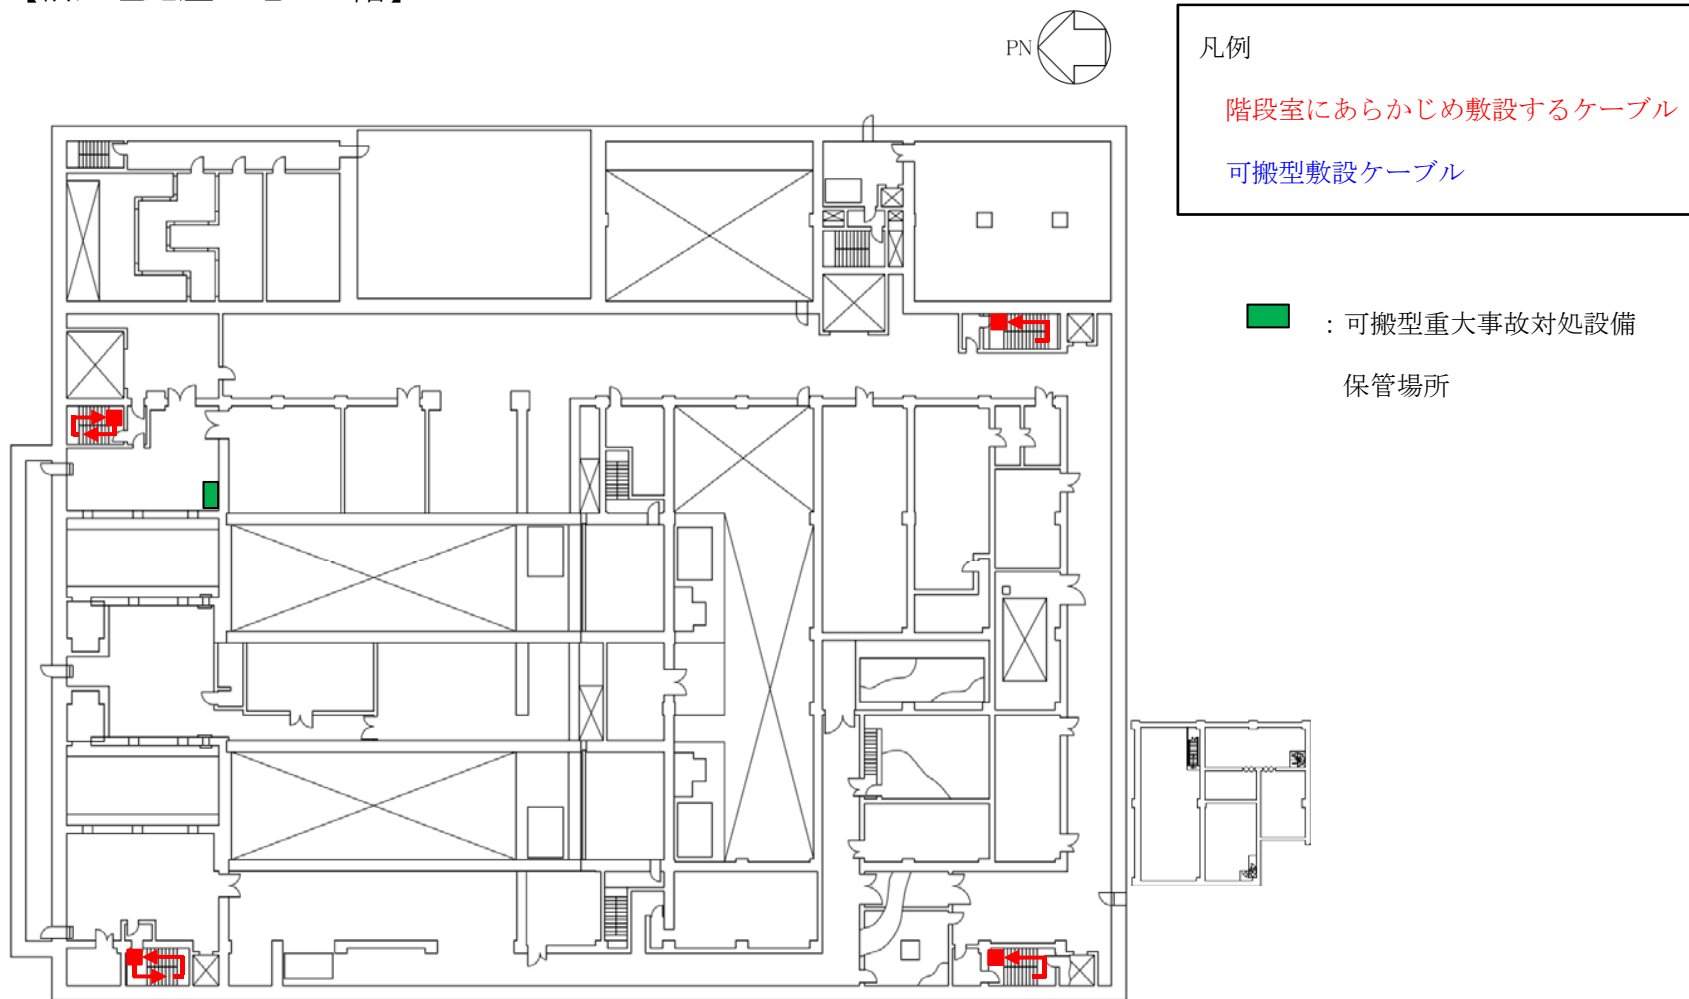 PN
凡例
階段室にあらかじめ敷設するケーブル
可搬型敷設ケーブル
：可搬型重大事故対処設備
保管場所